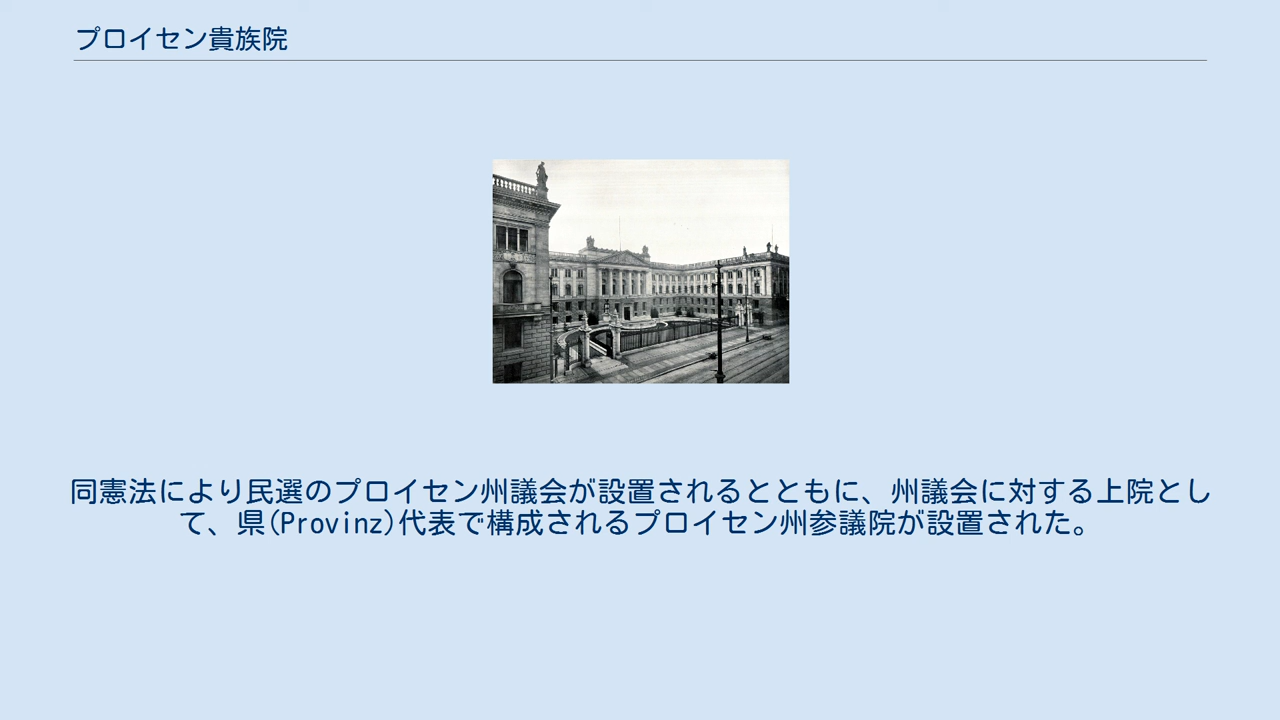 プロイセン貴族院
同憲法により民選のプロイセン州議会が設置されるとともに、州議会に対する上院とし
て、県(Provinz)代表で構成されるプロイセン州参議院が設置された。